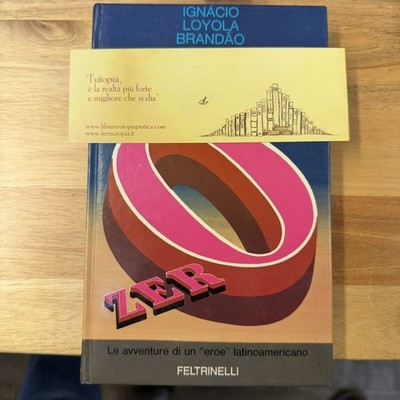 IGNÁCIO
LOYOLA
BRANDÃO
"l'utopia,
è la realtà più forte
e migliore che si dia"
www.libreriautopiapratica.com
www.terrautopia.it
ZERO
Le avventure di un "eroe" latinoamericano
FELTRINELLI